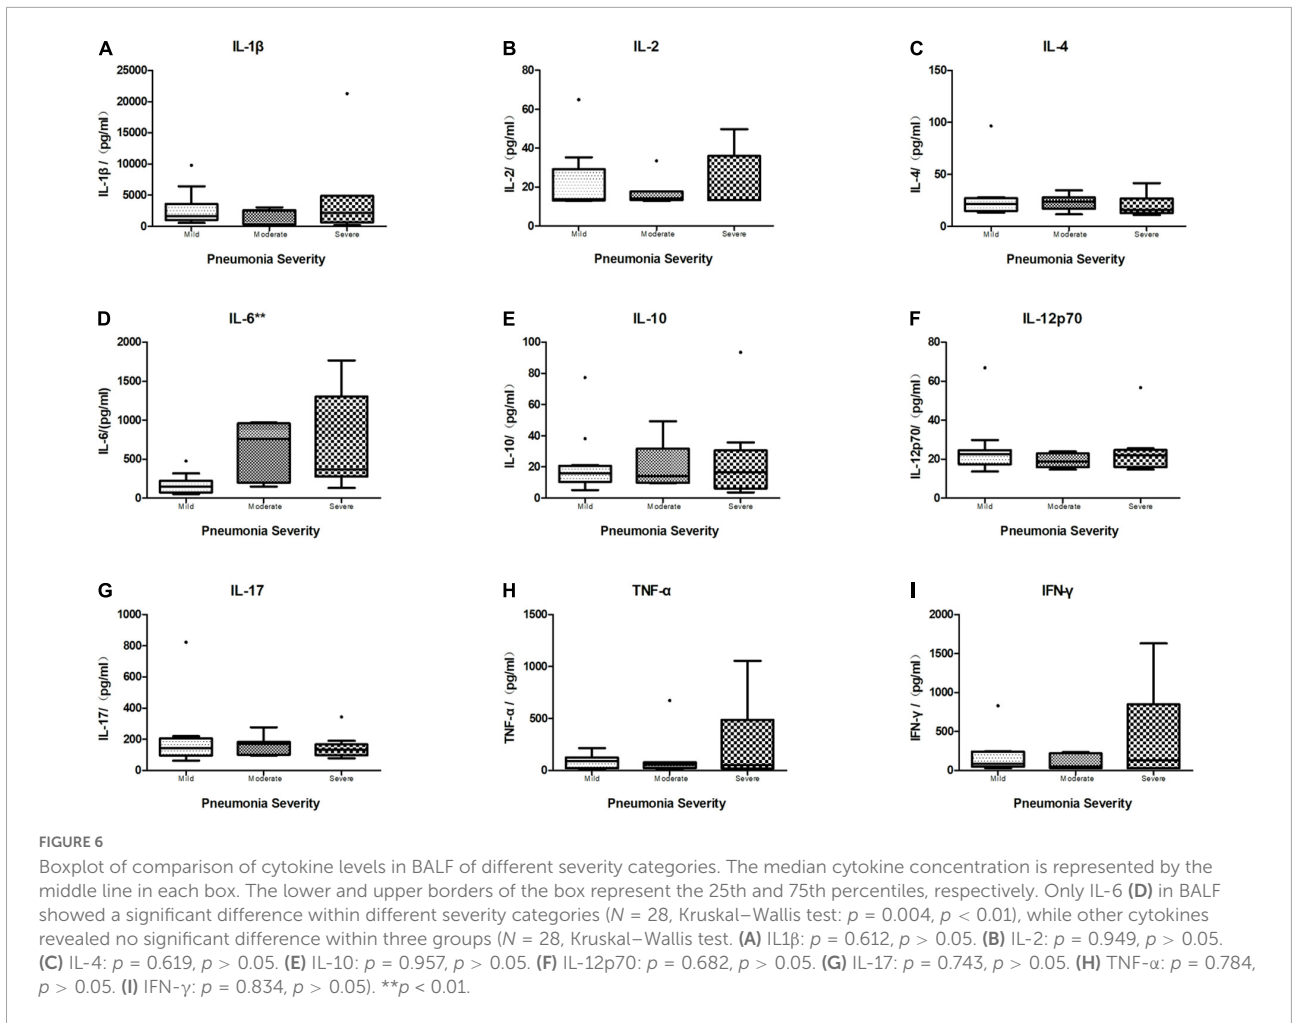 A
IL-1β
IL-1β / (pg/ml)
25000
20000
15000
10000
5000
0
Mild
Moderate
Severe
Pneumonia Severity
B
IL-2
IL-2/ (pg/ml)
80
60
40
20
0
Mild
Moderate
Severe
Pneumonia Severity
C
IL-4
IL-4/ (pg/ml)
150
100
50
0
Mild
Moderate
Severe
Pneumonia Severity
D
IL-6**
IL-6/(pg/ml)
2000
1500
1000
500
0
Mild
Moderate
Severe
Pneumonia Severity
E
IL-10
IL-10/ (pg/ml)
100
80
60
40
20
0
Mild
Moderate
Severe
Pneumonia Severity
F
IL-12p70
IL-12p70/ (pg/ml)
80
60
40
20
0
Mild
Moderate
Severe
Pneumonia Severity
G
IL-17
IL-17/ (pg/ml)
1000
800
600
400
200
0
Mild
Moderate
Severe
Pneumonia Severity
H
TNF-α
TNF-α / (pg/ml)
1500
1000
500
0
Mild
Moderate
Severe
Pneumonia Severity
I
IFN-γ
IFN-γ / (pg/ml)
2000
1500
1000
500
0
Mild
Moderate
Severe
Pneumonia Severity
FIGURE 6
Boxplot of comparison of cytokine levels in BALF of different severity categories. The median cytokine concentration is represented by the
middle line in each box. The lower and upper borders of the box represent the 25th and 75th percentiles, respectively. Only IL-6 (D) in BALF
showed a significant difference within different severity categories (N = 28, Kruskal–Wallis test: p = 0.004, p < 0.01), while other cytokines
revealed no significant difference within three groups (N = 28, Kruskal–Wallis test. (A) IL1β: p = 0.612, p > 0.05. (B) IL-2: p = 0.949, p > 0.05.
(C) IL-4: p = 0.619, p > 0.05. (E) IL-10: p = 0.957, p > 0.05. (F) IL-12p70: p = 0.682, p > 0.05. (G) IL-17: p = 0.743, p > 0.05. (H) TNF-α: p = 0.784,
p > 0.05. (I) IFN-γ: p = 0.834, p > 0.05). **p < 0.01.